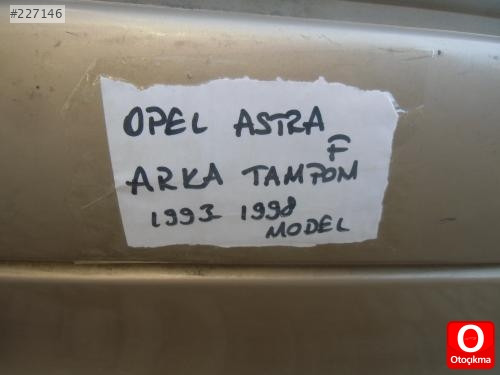 #227146
OPEL ASTRA F
ARKA TAMPON
1993-1998
MODEL
O
Otoçıkma